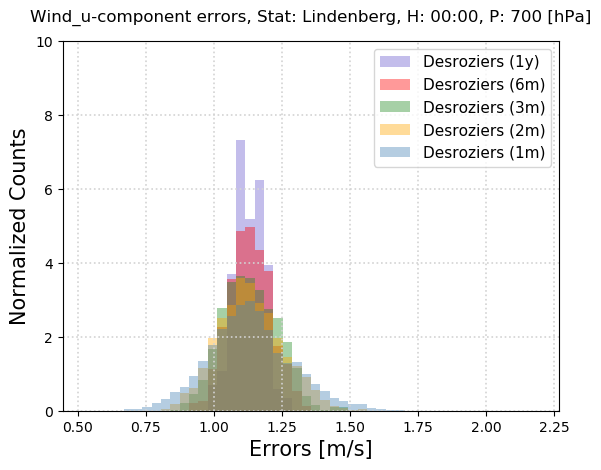 Wind_u-component errors, Stat: Lindenberg, H: 00:00, P: 700 [hPa]
10
8
6
4
2
0
Normalized Counts
Desroziers (1y)
Desroziers (6m)
Desroziers (3m)
Desroziers (2m)
Desroziers (1m)
0.50 0.75 1.00 1.25 1.50 1.75 2.00 2.25
Errors [m/s]